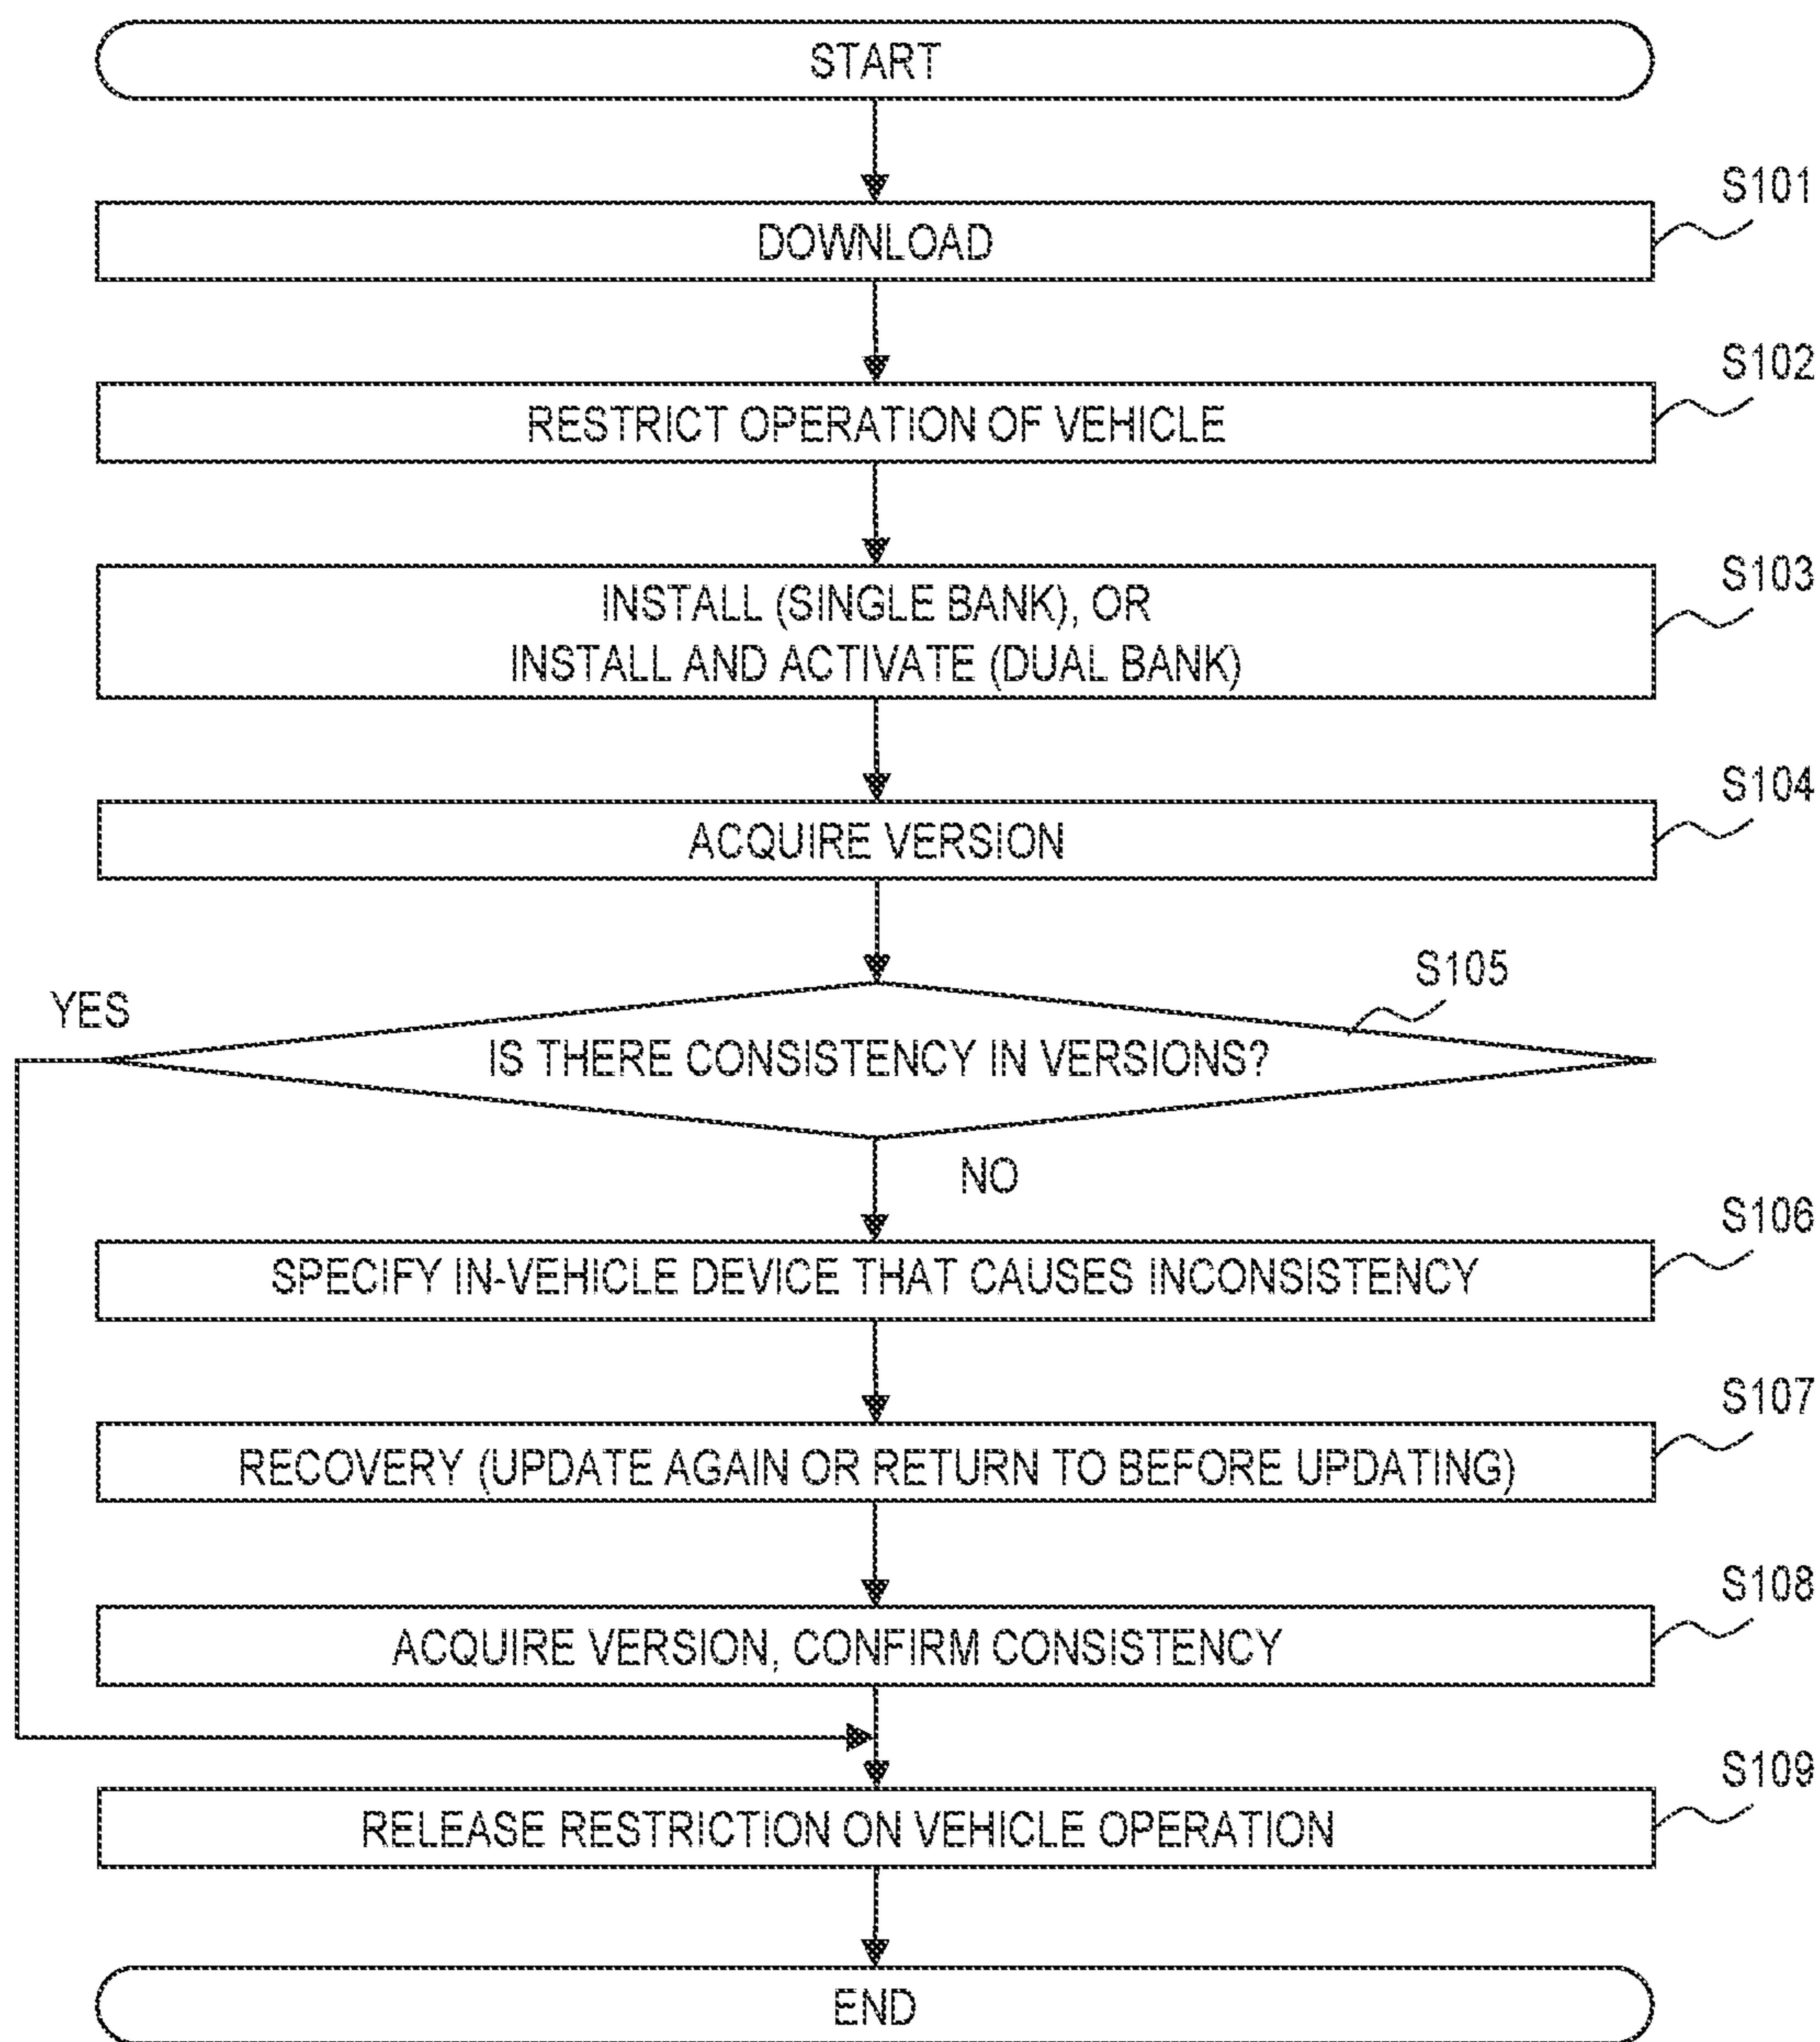 START
S101
DOWNLOAD
S102
RESTRICT OPERATION OF VEHICLE
S103
INSTALL (SINGLE BANK), OR
INSTALL AND ACTIVATE (DUAL BANK)
S104
ACQUIRE VERSION
S105
YES
IS THERE CONSISTENCY IN VERSIONS?
NO
S106
SPECIFY IN-VEHICLE DEVICE THAT CAUSES INCONSISTENCY
S107
RECOVERY (UPDATE AGAIN OR RETURN TO BEFORE UPDATING)
S108
ACQUIRE VERSION, CONFIRM CONSISTENCY
S109
RELEASE RESTRICTION ON VEHICLE OPERATION
END